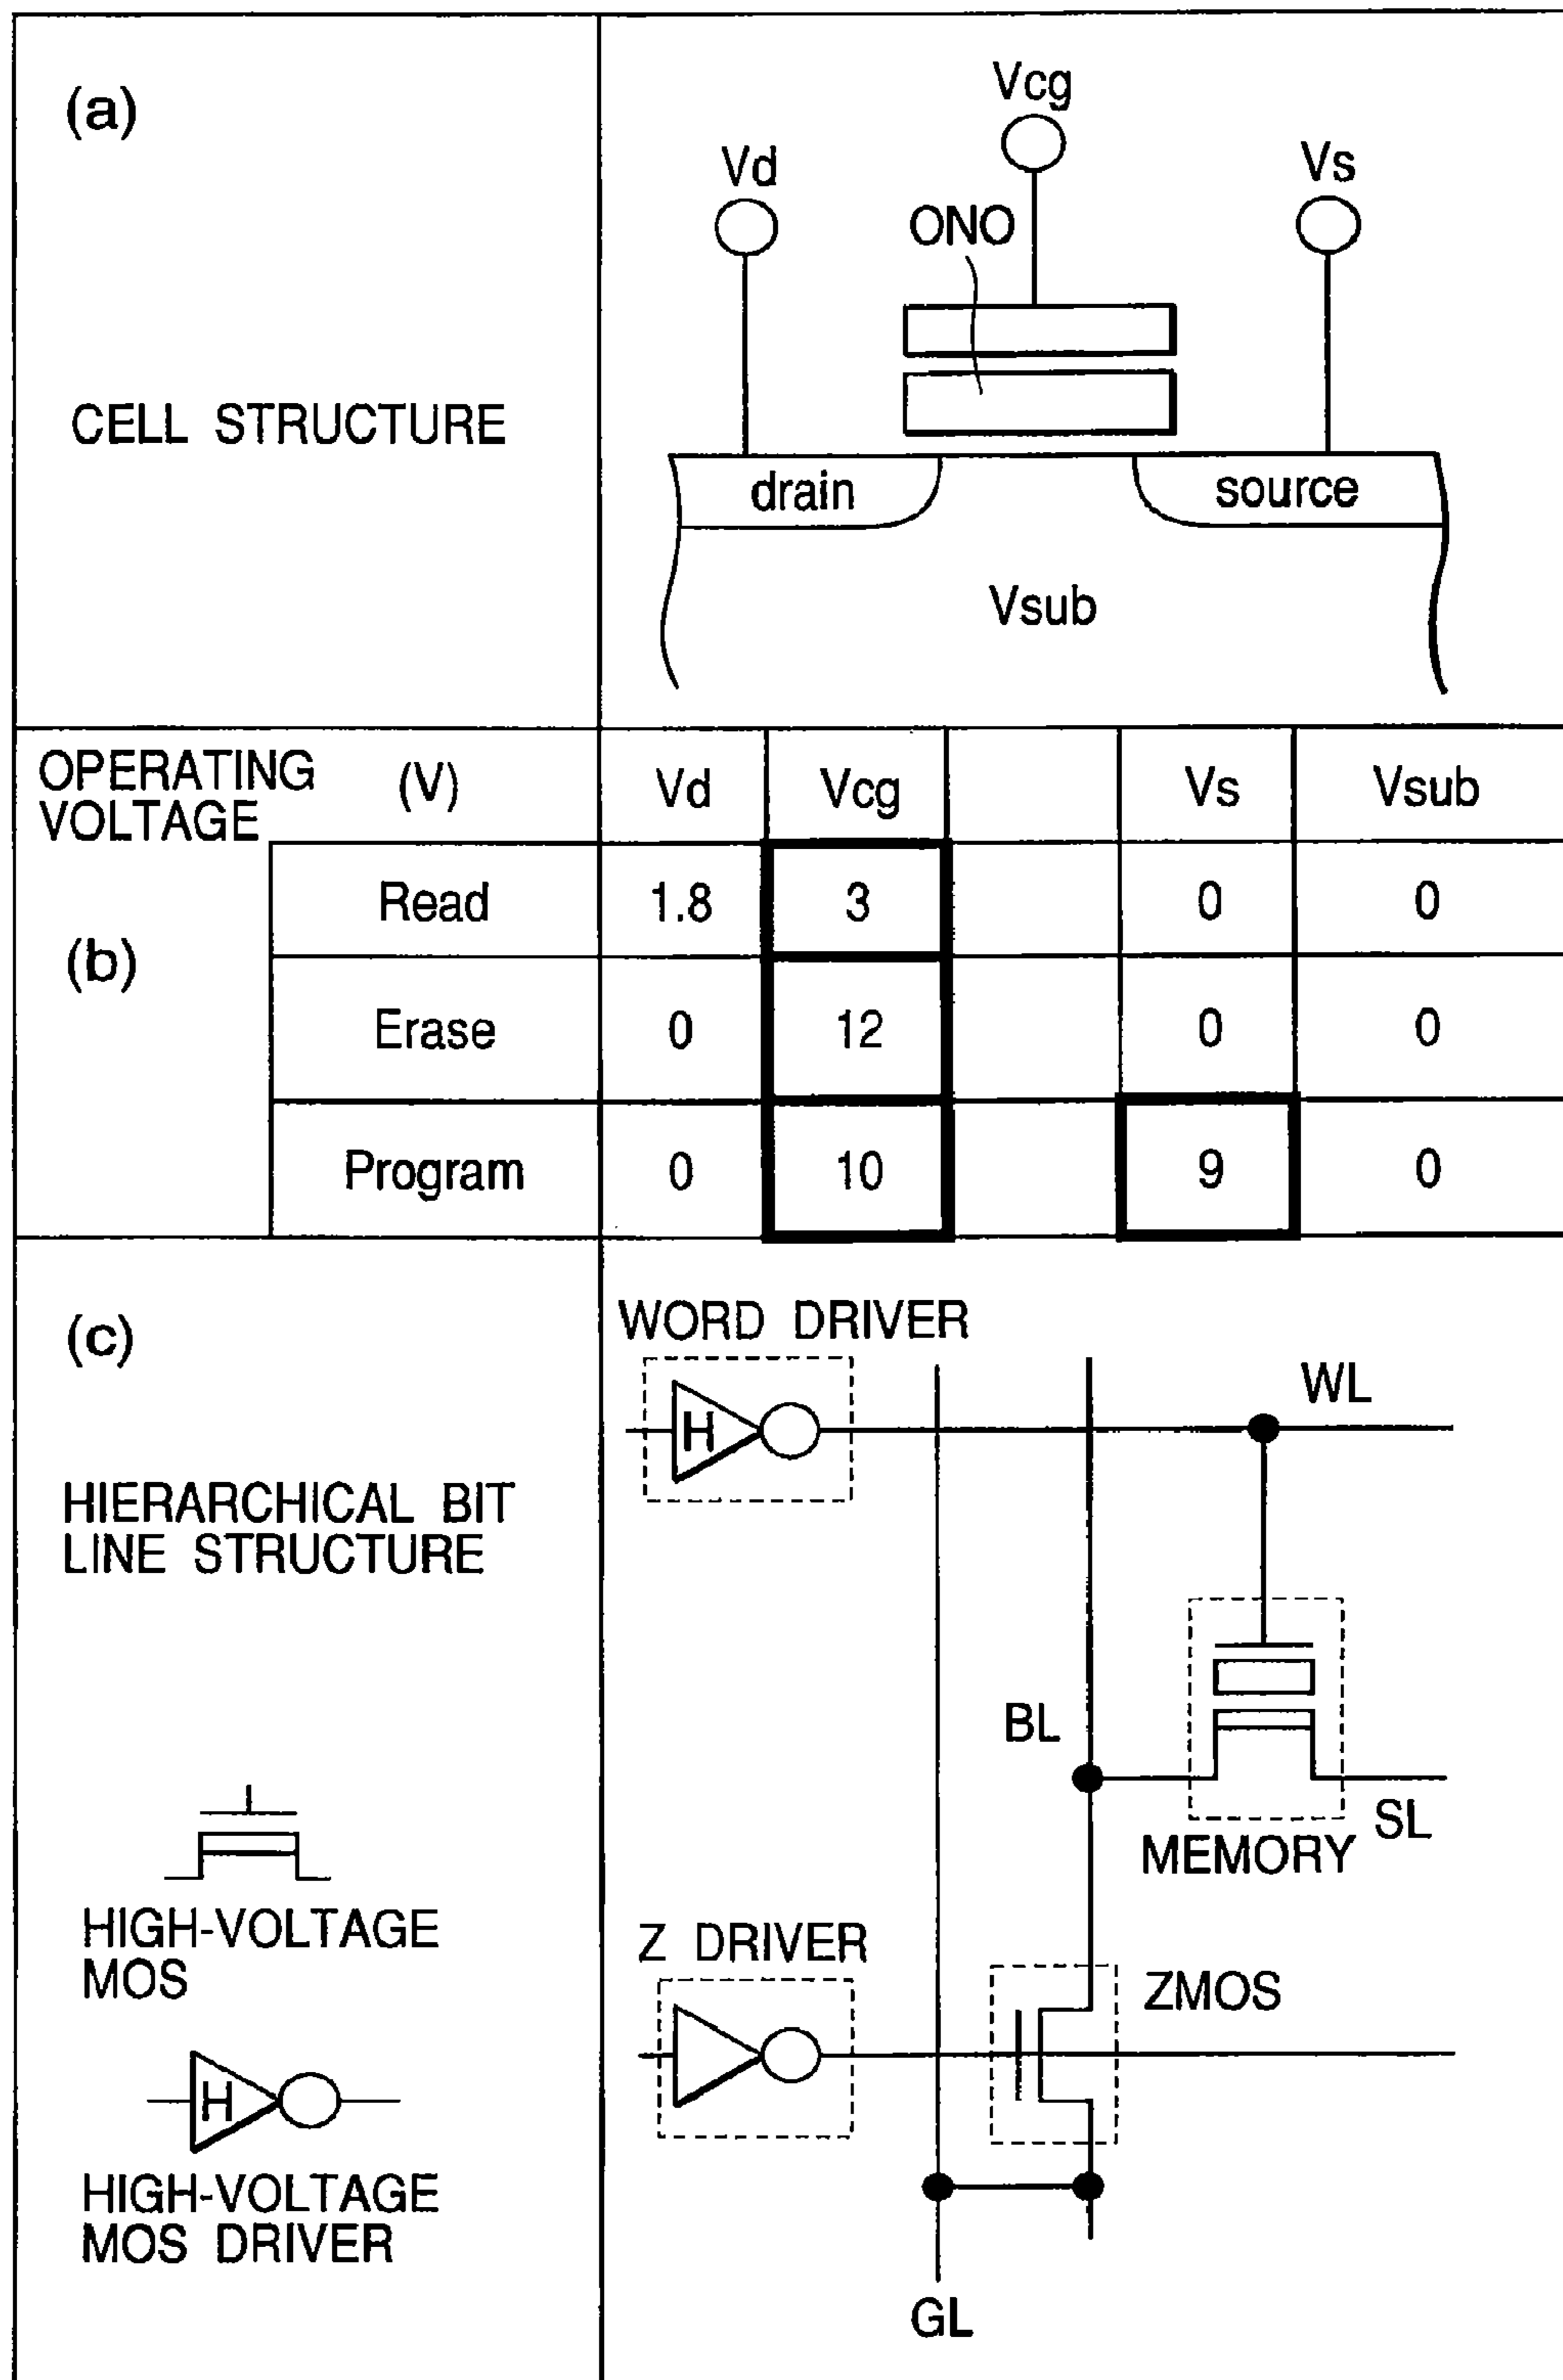 (a)
CELL STRUCTURE
Vcg
Vd
Vs
ONO
drain
source
Vsub
OPERATING
VOLTAGE
(V)
Vd Vcg Vs Vsub
(b)
Read 1.8 3 0 0
Erase 0 12 0 0
Program 0 10 9 0
(c)
HIERARCHICAL BIT
LINE STRUCTURE
HIGH-VOLTAGE
MOS
H
HIGH-VOLTAGE
MOS DRIVER
WORD DRIVER
H
WL
BL
SL
MEMORY
Z DRIVER
ZMOS
GL